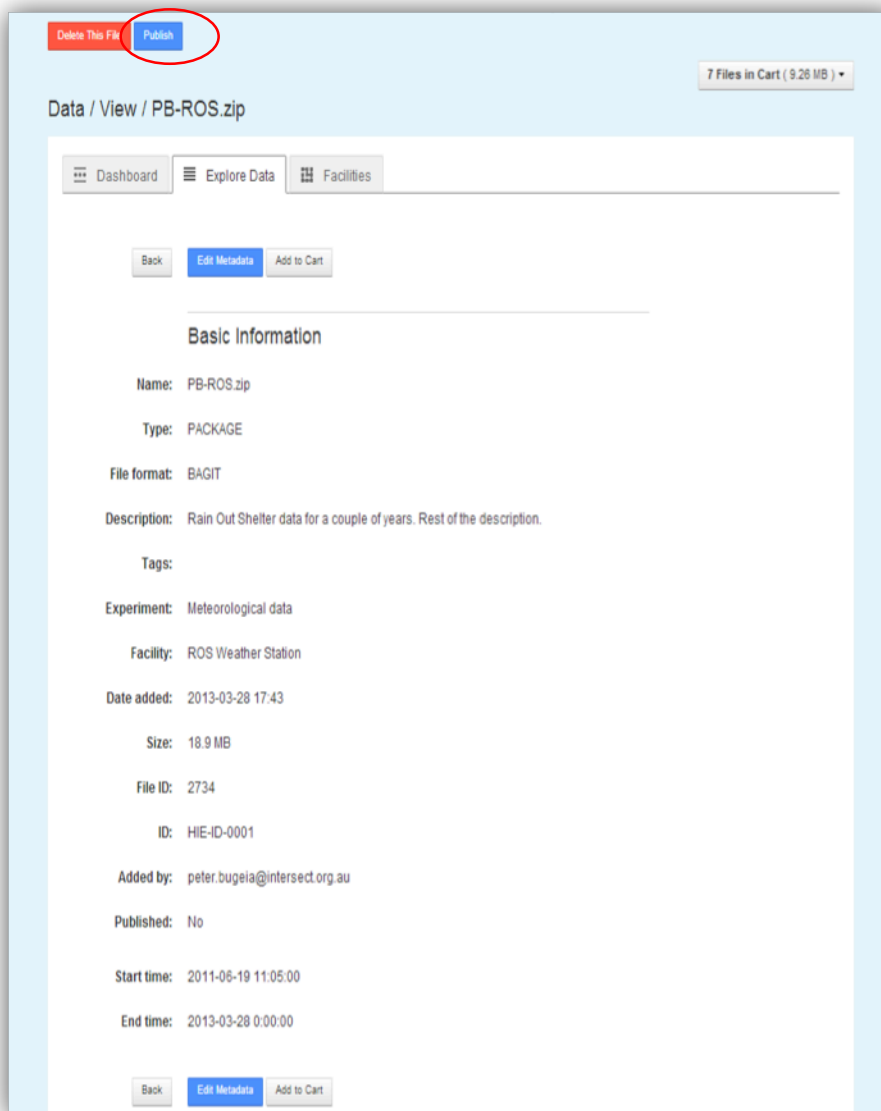 Delete This File Publish
7 Files in Cart ( 9.26 MB )
Data / View / PB-ROS.zip
Dashboard Explore Data Facilities
Back Edit Metadata Add to Cart
Basic Information
Name: PB-ROS.zip
Type: PACKAGE
File format: BAGIT
Description: Rain Out Shelter data for a couple of years. Rest of the description.
Tags:
Experiment: Meteorological data
Facility: ROS Weather Station
Date added: 2013-03-28 17:43
Size: 18.9 MB
File ID: 2734
ID: HIE-ID-0001
Added by: peter.bugeia@intersect.org.au
Published: No
Start time: 2011-06-19 11:05:00
End time: 2013-03-28 0:00:00
Back Edit Metadata Add to Cart